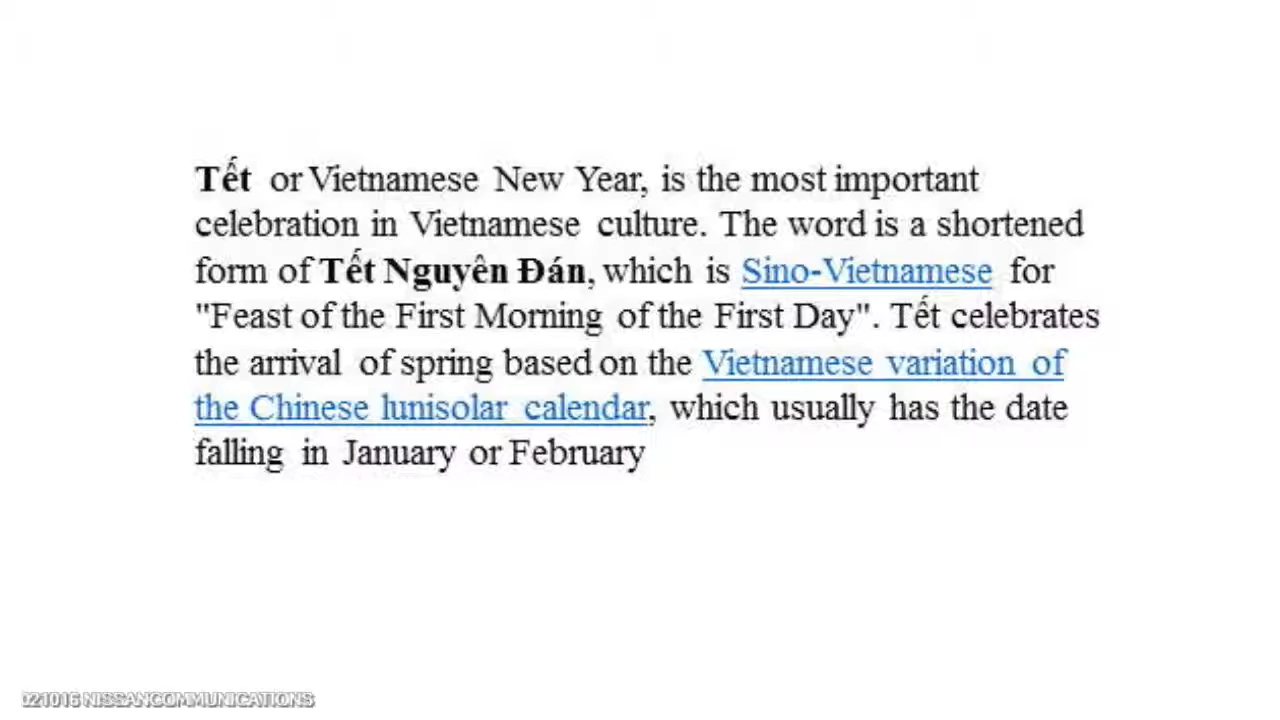 Tết or Vietnamese New Year, is the most important
celebration in Vietnamese culture. The word is a shortened
form of Tết Nguyên Đán, which is Sino-Vietnamese for
"Feast of the First Morning of the First Day". Tết celebrates
the arrival of spring based on the Vietnamese variation of
the Chinese lunisolar calendar, which usually has the date
falling in January or February
021016 NISSANCOMMUNICATIONS